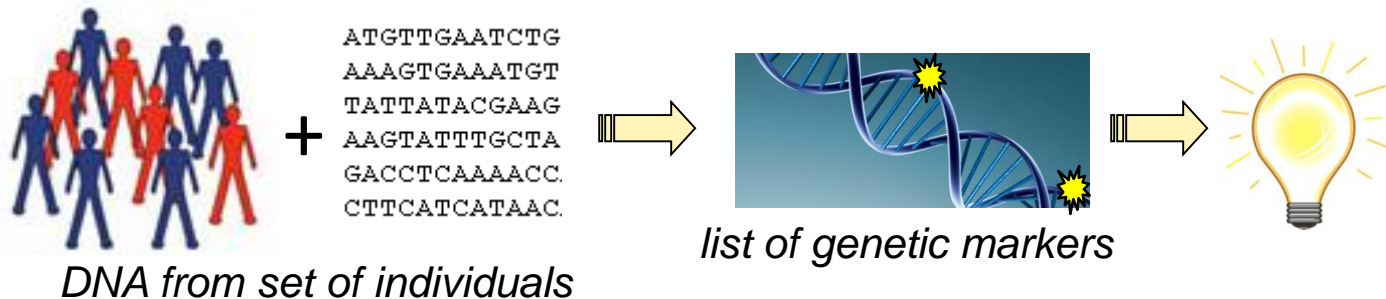 ATGTTGAATCTG
AAAGTGAAATGT
TATTATACGAAG
AAGTATTTGCTA
GACCTCAAAACC.
CTTCATCATAAC.
+
list of genetic markers
DNA from set of individuals